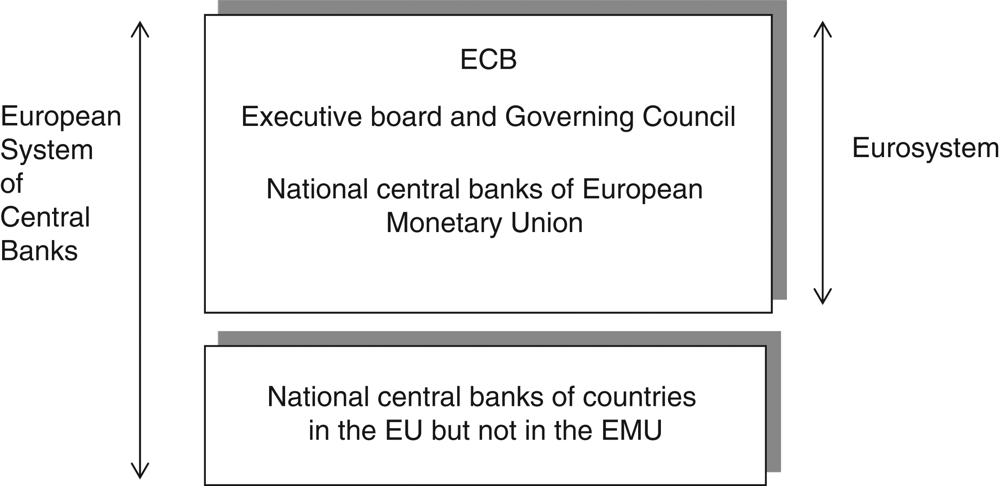 European
System
of
Central
Banks
ECB
Executive board and Governing Council
National central banks of European
Monetary Union
Eurosystem
National central banks of countries
in the EU but not in the EMU